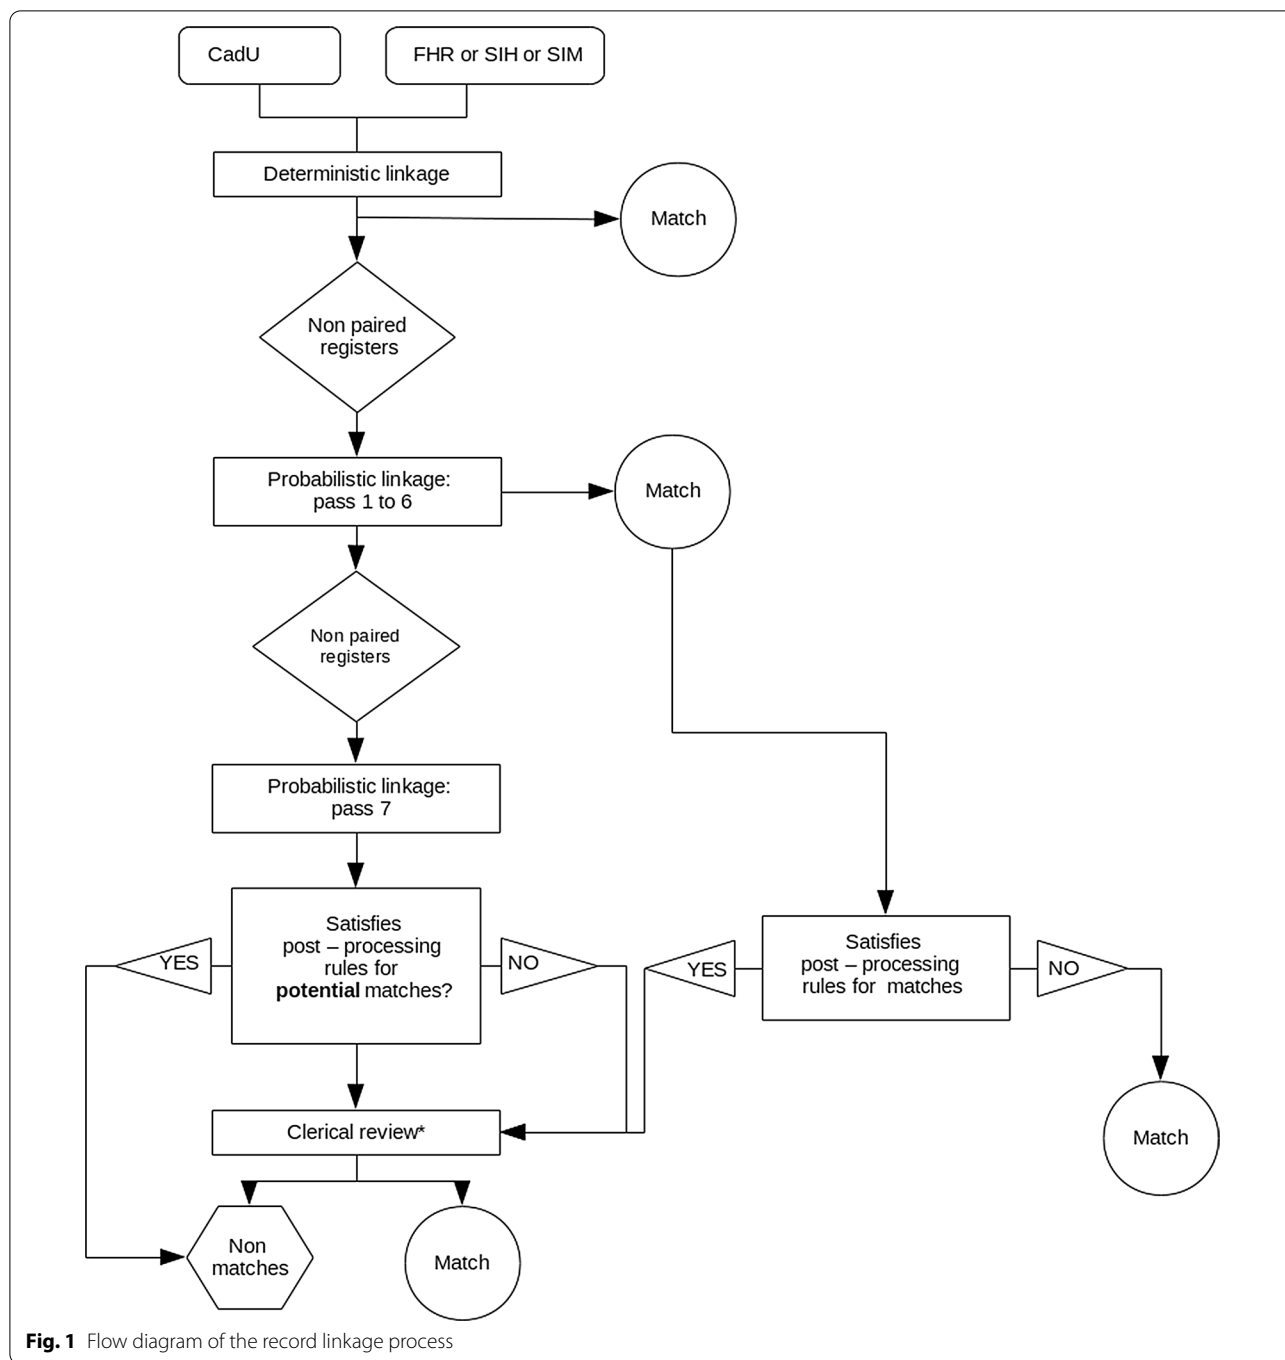 CadU
FHR or SIH or SIM
Deterministic linkage
Match
Non paired
registers
Probabilistic linkage:
pass 1 to 6
Match
Non paired
registers
Probabilistic linkage:
pass 7
Satisfies
post – processing
rules for
potential matches?
YES
NO
Satisfies
post – processing
rules for matches
YES
NO
Clerical review*
Match
Non
matches
Match
Fig. 1 Flow diagram of the record linkage process